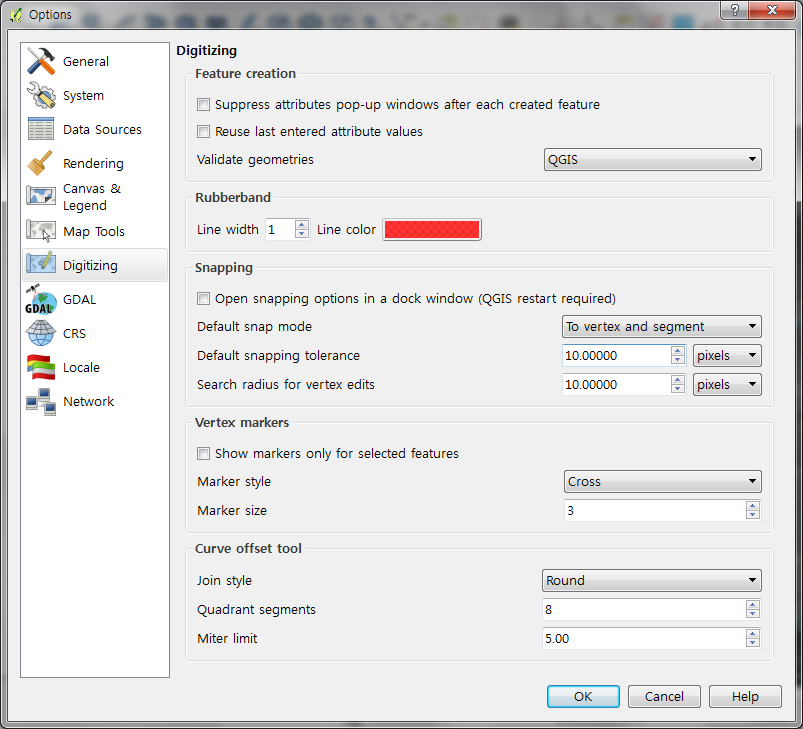 Options
General
System
Data Sources
Rendering
Canvas &
Legend
Map Tools
Digitizing
GDAL
GDAL
CRS
Locale
Network
Digitizing
Feature creation
Suppress attributes pop-up windows after each created feature
Reuse last entered attribute values
Validate geometries QGIS
Rubberband
Line width 1 Line color
Snapping
Open snapping options in a dock window (QGIS restart required)
Default snap mode To vertex and segment
Default snapping tolerance 10.00000 pixels
Search radius for vertex edits 10.00000 pixels
Vertex markers
Show markers only for selected features
Marker style Cross
Marker size 3
Curve offset tool
Join style Round
Quadrant segments 8
Miter limit 5.00
OK Cancel Help